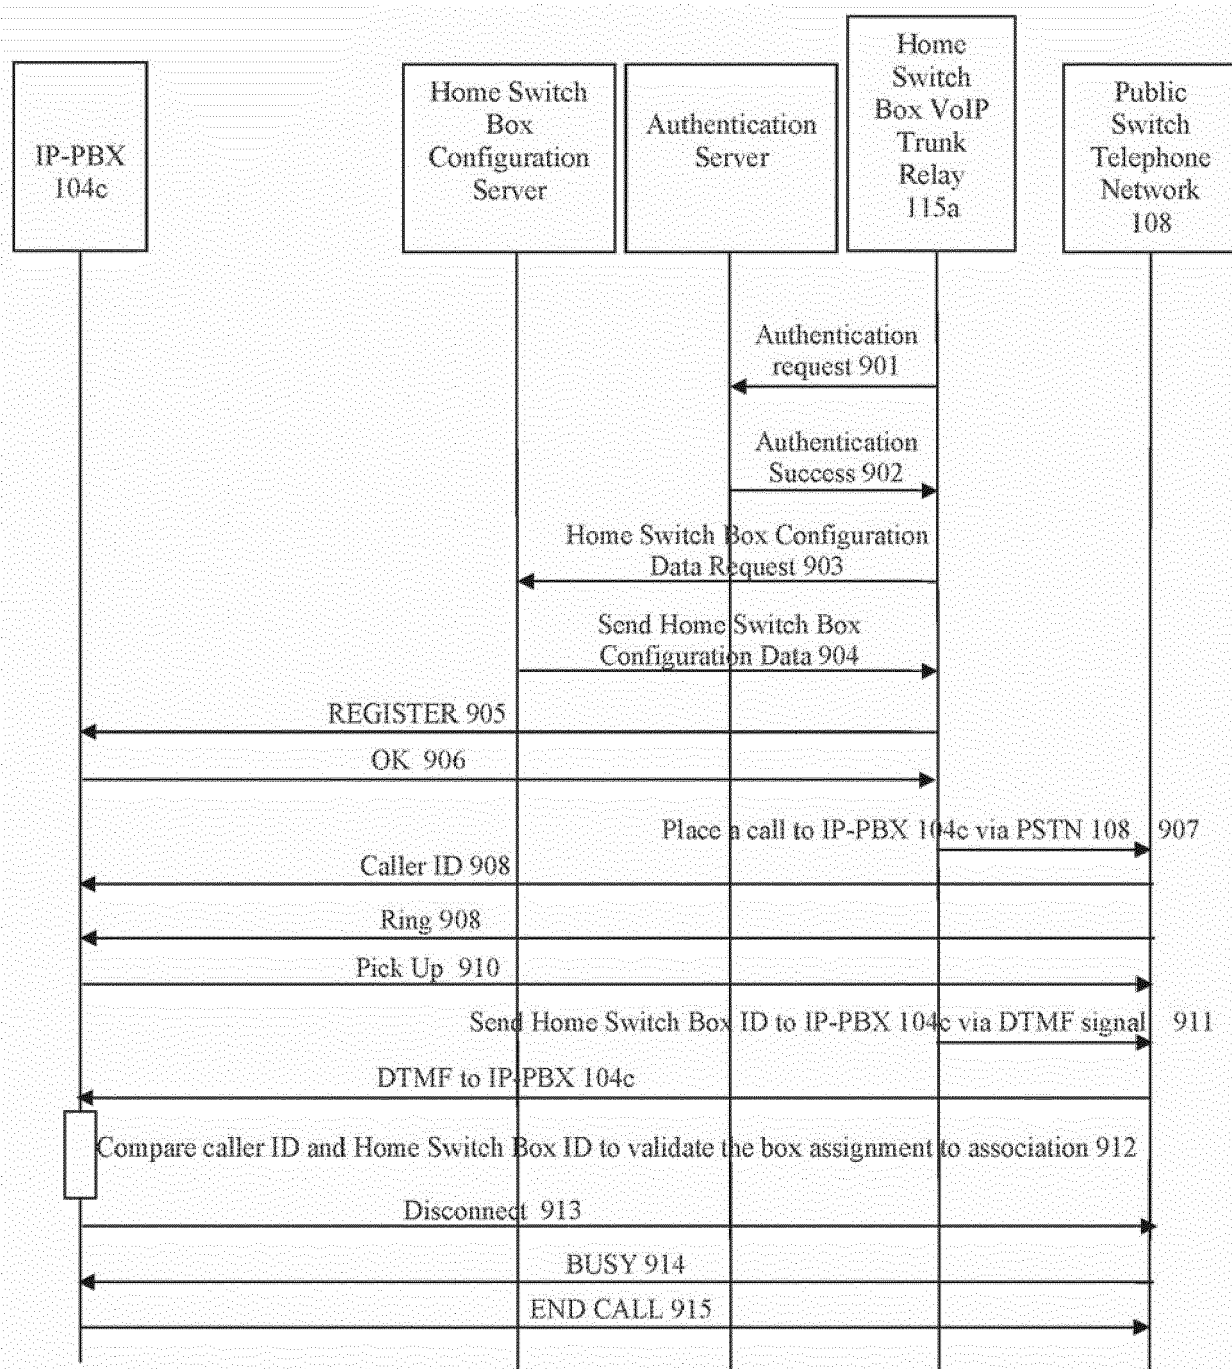 IP-PBX
104c
Home Switch
Box
Configuration
Server
Authentication
Server
Home
Switch
Box VoIP
Trunk
Relay
115a
Public
Switch
Telephone
Network
108
Authentication
request 901
Authentication
Success 902
Home Switch Box Configuration
Data Request 903
Send Home Switch Box
Configuration Data 904
REGISTER 905
OK 906
Place a call to IP-PBX 104c via PSTN 108 907
Caller ID 908
Ring 908
Pick Up 910
Send Home Switch Box ID to IP-PBX 104c via DTMF signal 911
DTMF to IP-PBX 104c
Compare caller ID and Home Switch Box ID to validate the box assignment to association 912
Disconnect 913
BUSY 914
END CALL 915